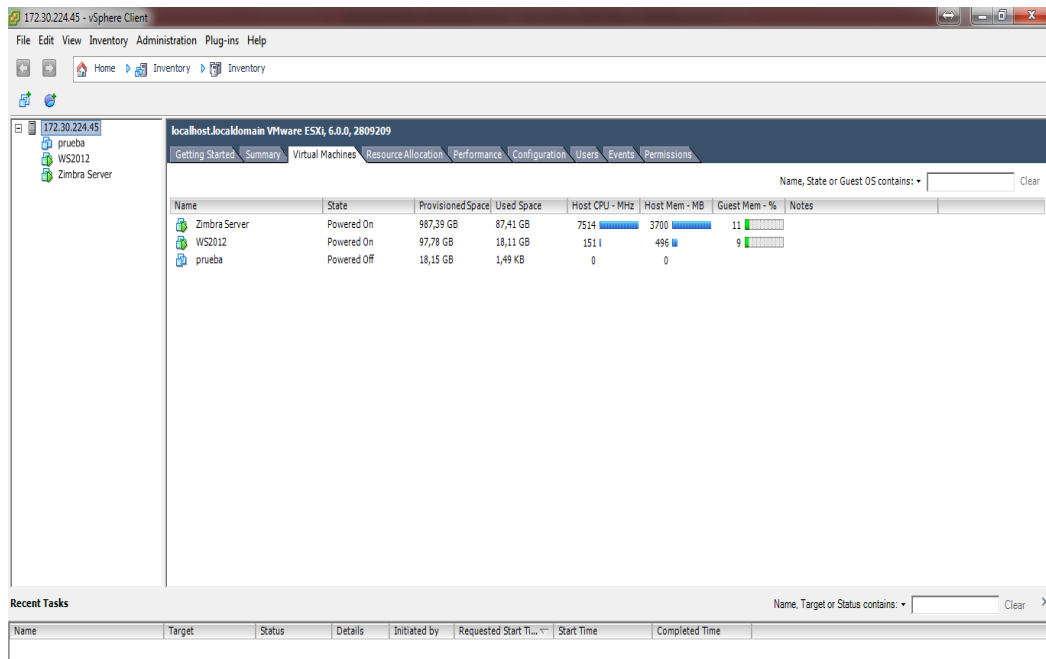 172.30.224.45 - vSphere Client
File Edit View Inventory Administration Plug-ins Help
Home Inventory Inventory
172.30.224.45
prueba
WS2012
Zimbra Server
localhost.localdomain VMware ESXi, 6.0.0, 2809209
Getting Started Summary Virtual Machines Resource Allocation Performance Configuration Users Events Permissions
Name, State or Guest OS contains: Clear
Name State Provisioned Space Used Space Host CPU - MHz Host Mem - MB Guest Mem - % Notes
Zimbra Server Powered On 987,39 GB 87,41 GB 7514 3700 11
WS2012 Powered On 97,78 GB 18,11 GB 151 496 9
prueba Powered Off 18,15 GB 1,49 KB 0 0
Recent Tasks Name, Target or Status contains: Clear
Name Target Status Details Initiated by Requested Start Ti... Start Time Completed Time